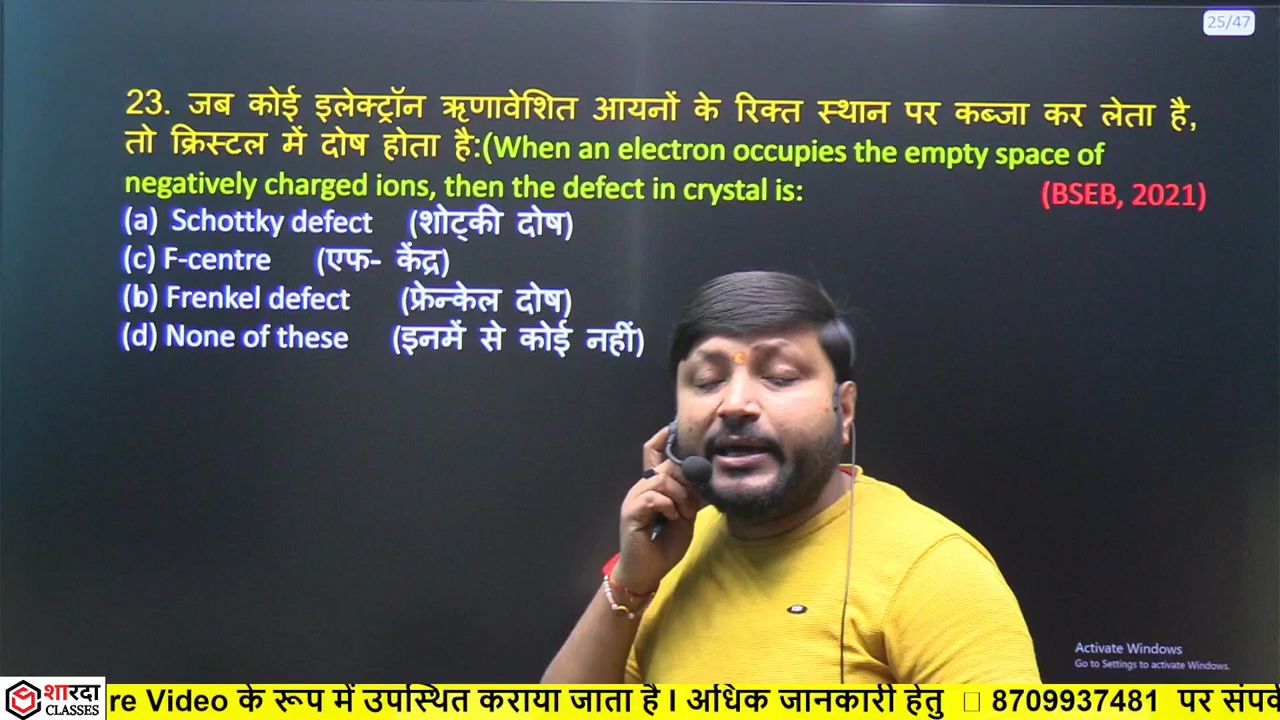 25/47
23. जब कोई इलेक्ट्रॉन ऋणावेशित आयनों के रिक्त स्थान पर कब्जा कर लेता है,
तो क्रिस्टल में दोष होता है:(When an electron occupies the empty space of
negatively charged ions, then the defect in crystal is: (BSEB, 2021)
(a) Schottky defect (शोट्की दोष)
(c) F-centre (एफ- केंद्र)
(b) Frenkel defect (फ्रेन्केल दोष)
(d) None of these (इनमें से कोई नहीं)
Activate Windows
Go to Settings to activate Windows.
शारदा
CLASSES
re Video के रूप में उपस्थित कराया जाता है l अधिक जानकारी हेतु 8709937481 पर संपर्क